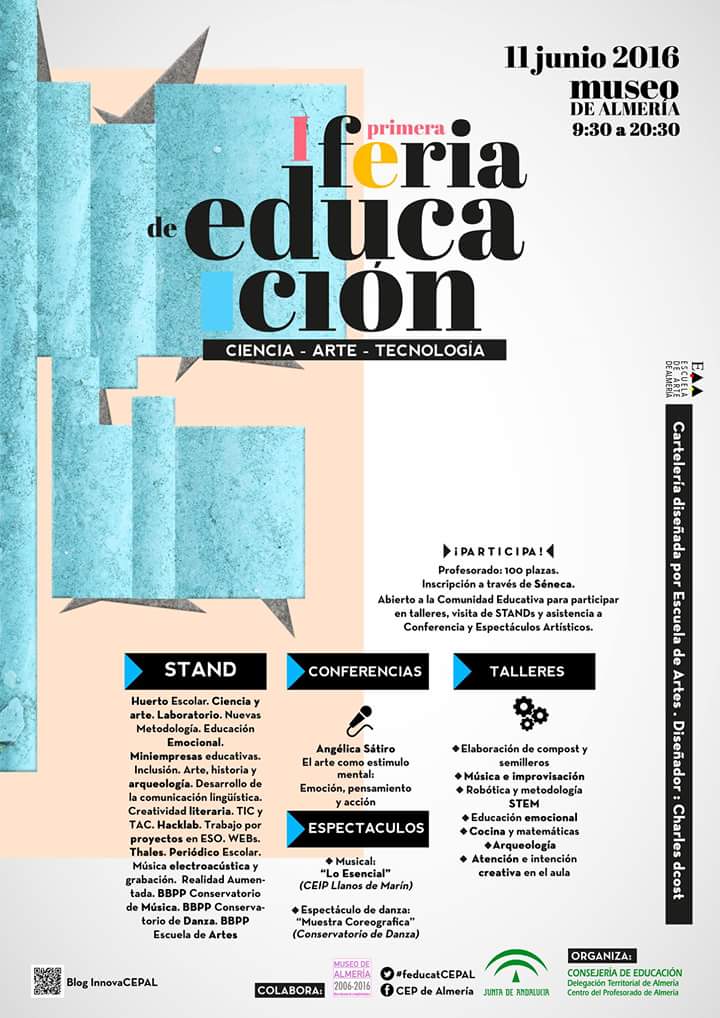 11 junio 2016
museo
DE ALMERÍA
9:30 a 20:30
I primera
feria
de educa
ción
CIENCIA - ARTE - TECNOLOGÍA
EAA
ESCUELA
DE ARTE
DE ALMERÍA
Cartelería diseñada por Escuela de Artes . Diseñador : Charles dcost
¡PARTICIPA!
Profesorado: 100 plazas.
Inscripción a través de Séneca.
Abierto a la Comunidad Educativa para participar
en talleres, visita de STANDs y asistencia a
Conferencia y Espectáculos Artísticos.
STAND
Huerto Escolar. Ciencia y
arte. Laboratorio. Nuevas
Metodología. Educación
Emocional.
Miniempresas educativas.
Inclusión. Arte, historia y
arqueología. Desarrollo de
la comunicación lingüística.
Creatividad literaria. TIC y
TAC. Hacklab. Trabajo por
proyectos en ESO. WEBs.
Thales. Periódico Escolar.
Música electroacústica y
grabación. Realidad Aumen-
tada. BBPP Conservatorio
de Música. BBPP Conserva-
torio de Danza. BBPP
Escuela de Artes
CONFERENCIAS
Angélica Sátiro
El arte como estimulo
mental:
Emoción, pensamiento
y acción
ESPECTACULOS
◆Musical:
"Lo Esencial"
(CEIP Llanos de Marín)
◆Espectáculo de danza:
"Muestra Coreografica"
(Conservatorio de Danza)
TALLERES
◆Elaboración de compost y
semilleros
◆Música e improvisación
◆Robótica y metodología
STEM
◆Educación emocional
◆Cocina y matemáticas
◆Arqueología
◆Atención e intención
creativa en el aula
Blog InnovaCEPAL
COLABORA:
MUSEO DE
ALMERÍA
2006-2016
#feducatCEPAL
CEP de Almería
JUNTA DE ANDALUCIA
ORGANIZA:
CONSEJERÍA DE EDUCACIÓN
Delegación Territorial de Almería
Centro del Profesorado de Almería